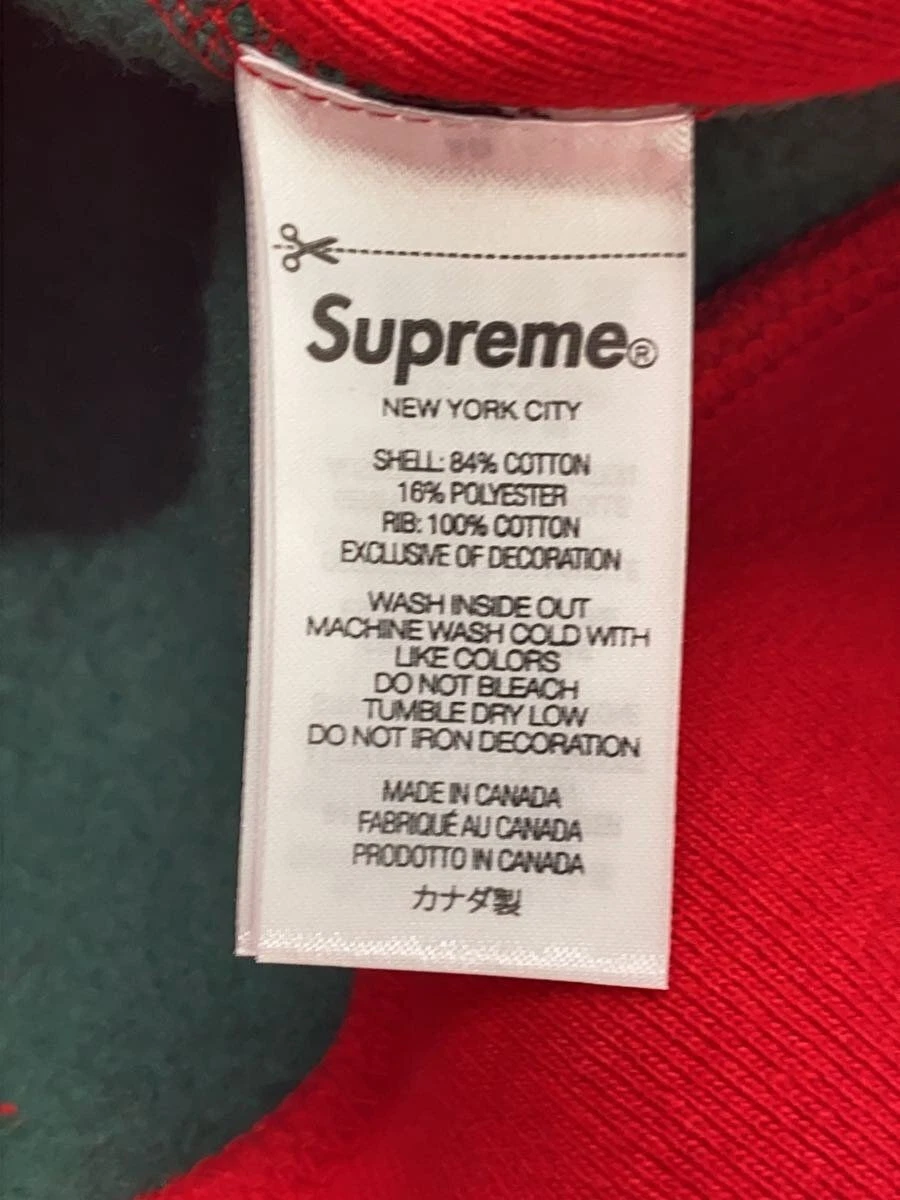 Supreme®
NEW YORK CITY
SHELL: 84% COTTON
16% POLYESTER
RIB: 100% COTTON
EXCLUSIVE OF DECORATION
WASH INSIDE OUT
MACHINE WASH COLD WITH
LIKE COLORS
DO NOT BLEACH
TUMBLE DRY LOW
DO NOT IRON DECORATION
MADE IN CANADA
FABRIQUÉ AU CANADA
PRODOTTO IN CANADA
カナダ製